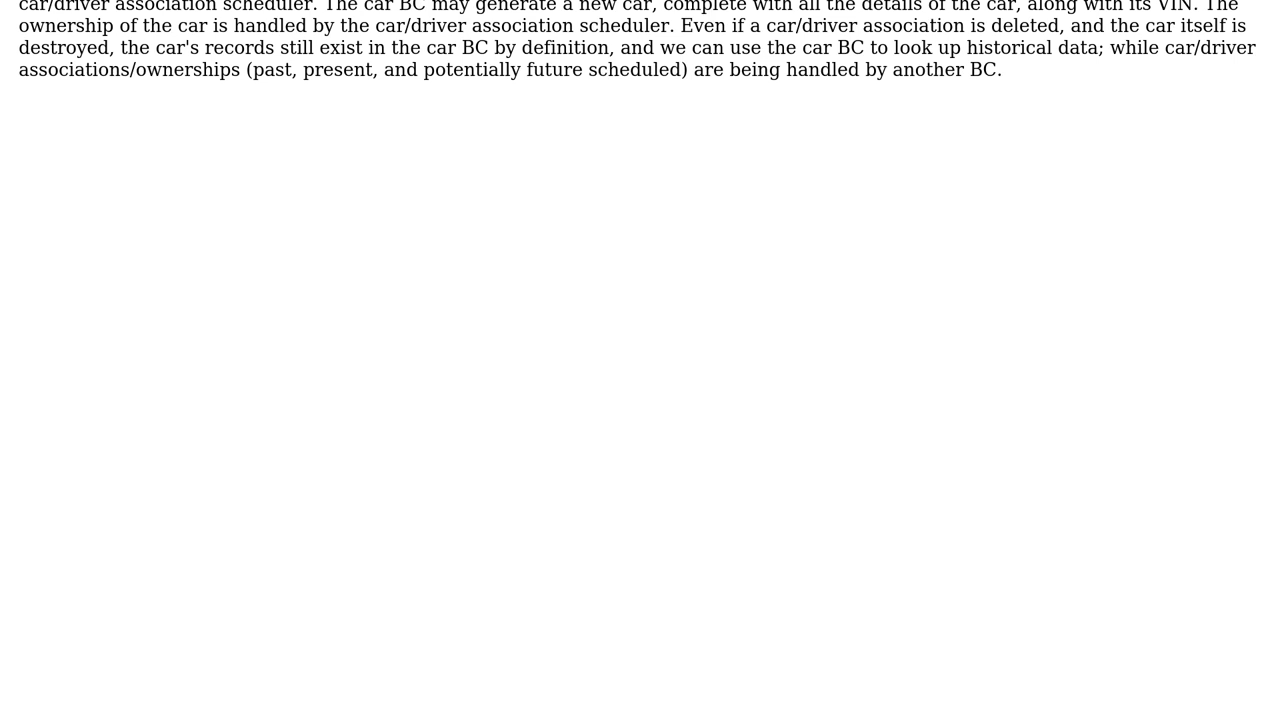 car/driver association scheduler. The car BC may generate a new car, complete with all the details of the car, along with its VIN. The
ownership of the car is handled by the car/driver association scheduler. Even if a car/driver association is deleted, and the car itself is
destroyed, the car's records still exist in the car BC by definition, and we can use the car BC to look up historical data; while car/driver
associations/ownerships (past, present, and potentially future scheduled) are being handled by another BC.